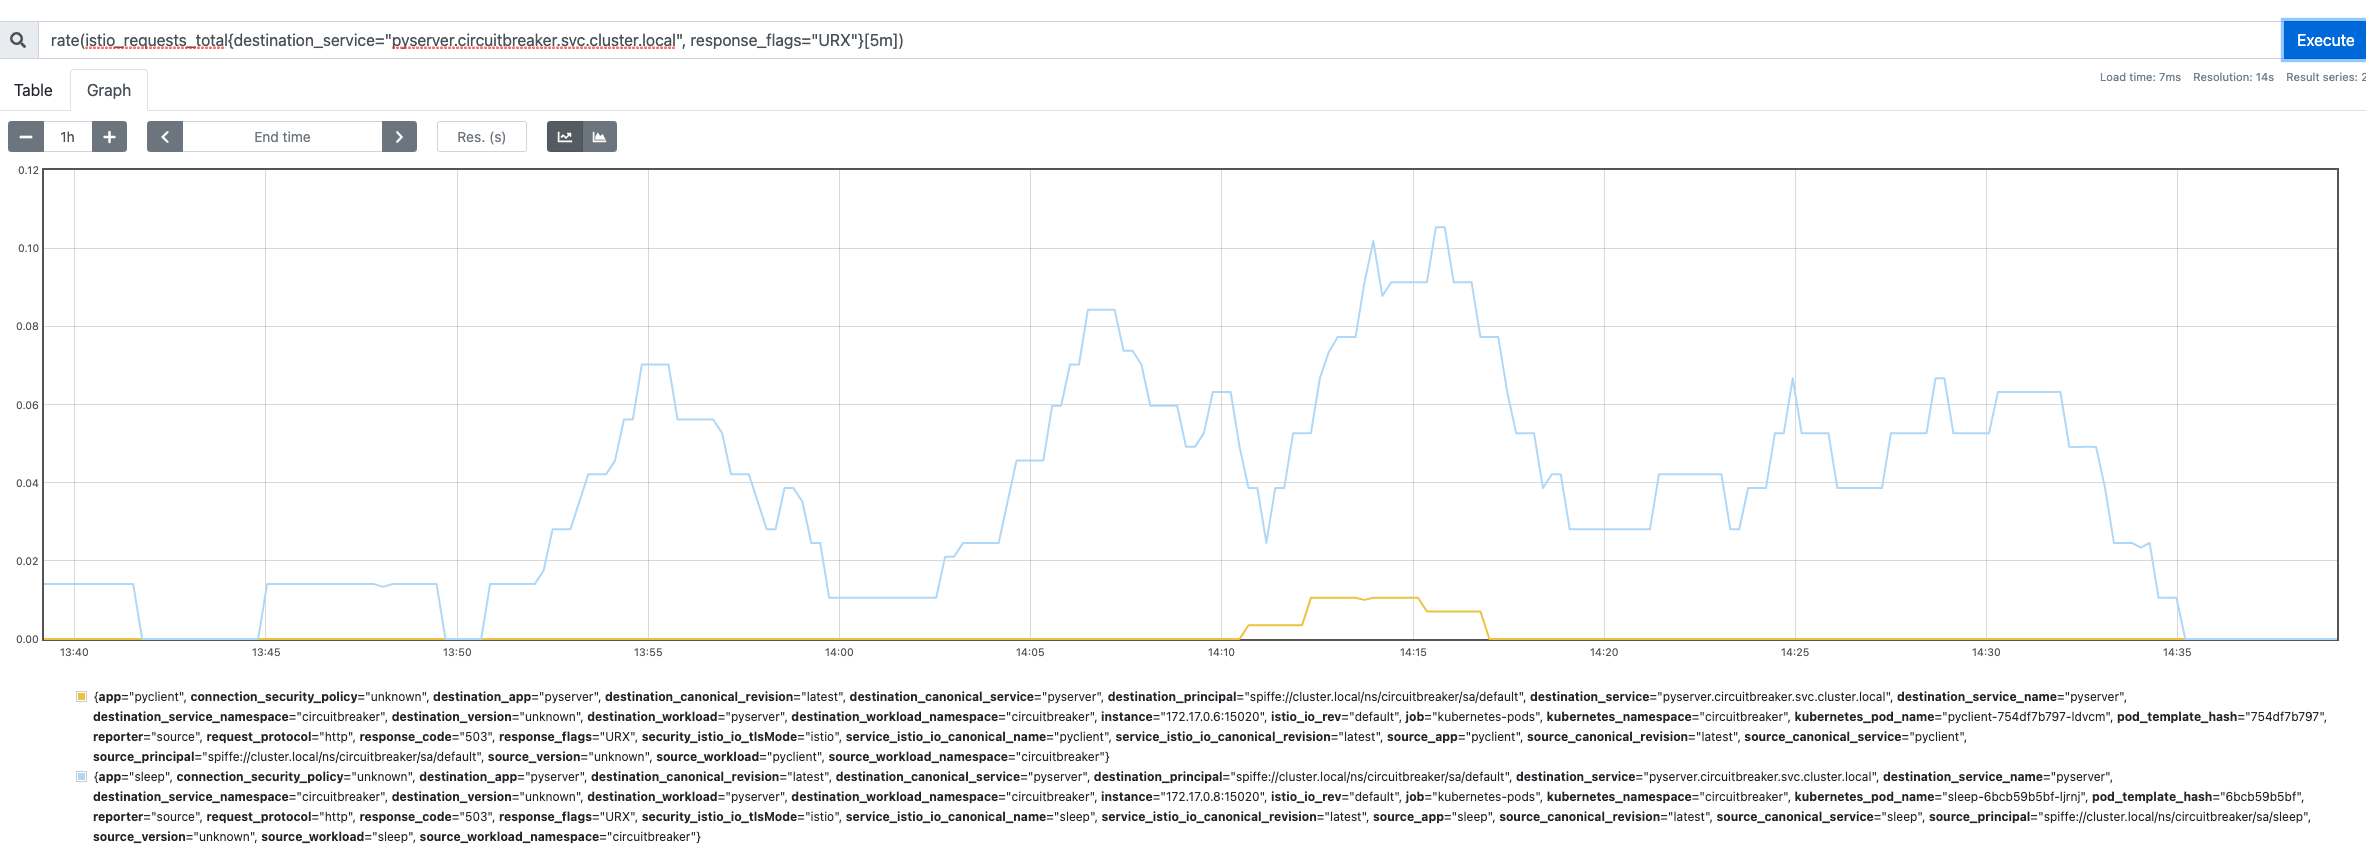 rate(istio_requests_total{destination_service="pyserver.circuitbreaker.svc.cluster.local", response_flags="URX"}[5m])
Execute
Load time: 7ms Resolution: 14s Result series: 2
Table Graph
1h End time Res. (s)
0.12
0.10
0.08
0.06
0.04
0.02
0.00
13:40 13:45 13:50 13:55 14:00 14:05 14:10 14:15 14:20 14:25 14:30 14:35
{app="pyclient", connection_security_policy="unknown", destination_app="pyserver", destination_canonical_revision="latest", destination_canonical_service="pyserver", destination_principal="spiffe://cluster.local/ns/circuitbreaker/sa/default", destination_service="pyserver.circuitbreaker.svc.cluster.local", destination_service_name="pyserver",
destination_service_namespace="circuitbreaker", destination_version="unknown", destination_workload="pyserver", destination_workload_namespace="circuitbreaker", instance="172.17.0.6:15020", istio_io_rev="default", job="kubernetes-pods", kubernetes_namespace="circuitbreaker", kubernetes_pod_name="pyclient-754df7b797-ldvcm", pod_template_hash="754df7b797",
reporter="source", request_protocol="http", response_code="503", response_flags="URX", security_istio_io_tlsMode="istio", service_istio_io_canonical_name="pyclient", service_istio_io_canonical_revision="latest", source_app="pyclient", source_canonical_revision="latest", source_canonical_service="pyclient",
source_principal="spiffe://cluster.local/ns/circuitbreaker/sa/default", source_version="unknown", source_workload="pyclient", source_workload_namespace="circuitbreaker"}
{app="sleep", connection_security_policy="unknown", destination_app="pyserver", destination_canonical_revision="latest", destination_canonical_service="pyserver", destination_principal="spiffe://cluster.local/ns/circuitbreaker/sa/default", destination_service="pyserver.circuitbreaker.svc.cluster.local", destination_service_name="pyserver",
destination_service_namespace="circuitbreaker", destination_version="unknown", destination_workload="pyserver", destination_workload_namespace="circuitbreaker", instance="172.17.0.8:15020", istio_io_rev="default", job="kubernetes-pods", kubernetes_namespace="circuitbreaker", kubernetes_pod_name="sleep-6bcb59b5bf-ljrnj", pod_template_hash="6bcb59b5bf",
reporter="source", request_protocol="http", response_code="503", response_flags="URX", security_istio_io_tlsMode="istio", service_istio_io_canonical_name="sleep", service_istio_io_canonical_revision="latest", source_app="sleep", source_canonical_revision="latest", source_canonical_service="sleep", source_principal="spiffe://cluster.local/ns/circuitbreaker/sa/sleep",
source_version="unknown", source_workload="sleep", source_workload_namespace="circuitbreaker"}